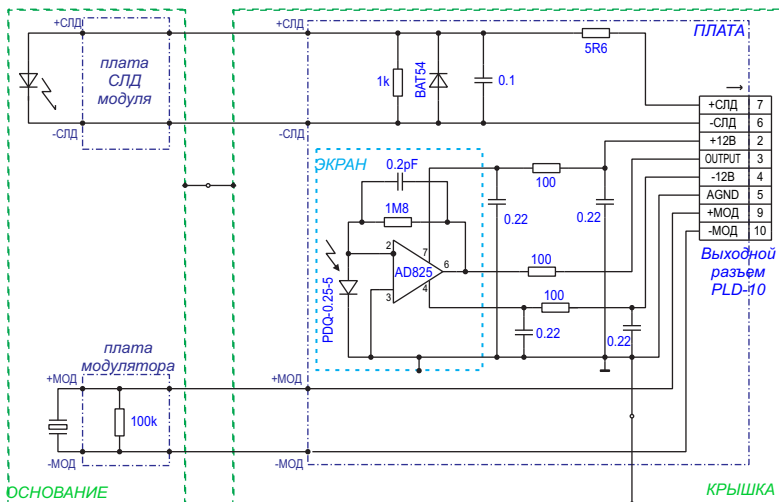 +СЛД
плата
СЛД
модуля
-СЛД
+СЛД
-СЛД
ПЛАТА
5R6
1k
BAT54
0.1
+СЛД 7
-СЛД 6
+12В 2
OUTPUT 3
-12В 4
AGND 5
+МОД 9
-МОД 10
Выходной
разъем
PLD-10
ЭКРАН
0.2pF
1M8
2
3
7
4
6
AD825
PDQ-0.25-5
100
0.22
0.22
100
100
0.22
0.22
плата
модулятора
+МОД
100k
-МОД
+МОД
-МОД
ОСНОВАНИЕ
КРЫШКА